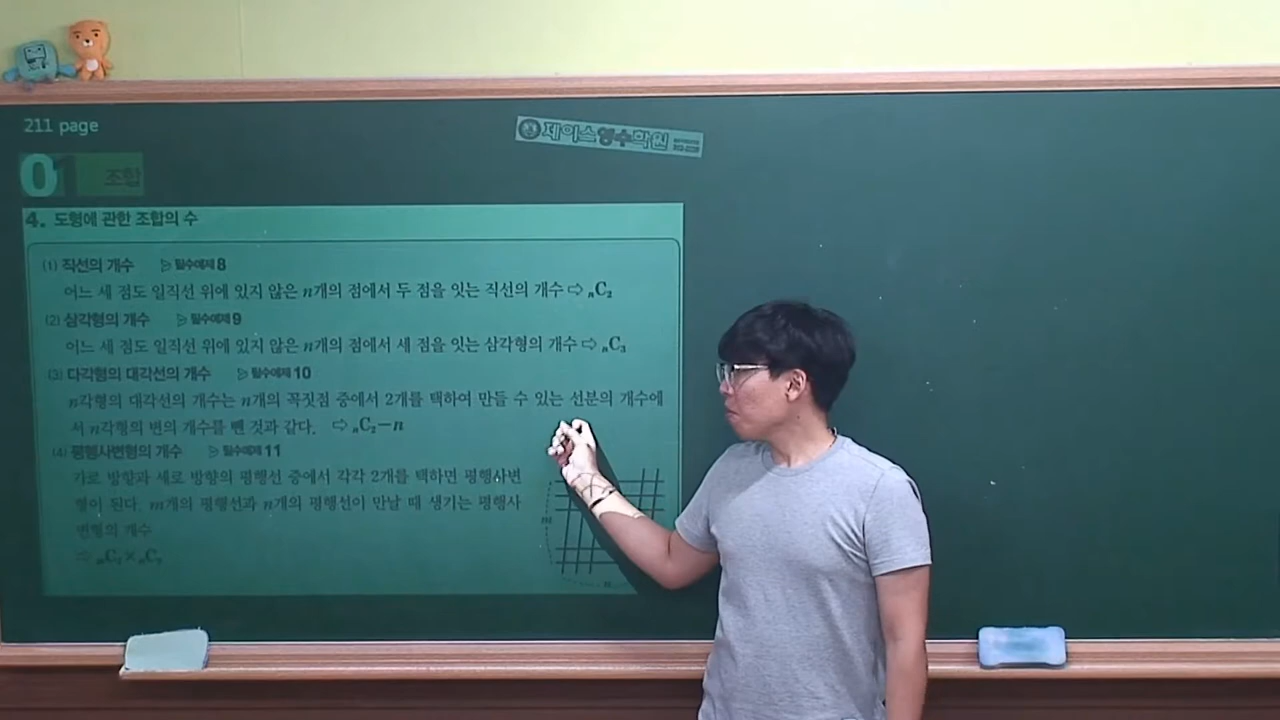 211 page
제이스영수학원
01 조합
4. 도형에 관한 조합의 수
(1) 직선의 개수 ▷ 필수예제 8
어느 세 점도 일직선 위에 있지 않은 n개의 점에서 두 점을 잇는 직선의 개수 ⇨ ₙC₂
(2) 삼각형의 개수 ▷ 필수예제 9
어느 세 점도 일직선 위에 있지 않은 n개의 점에서 세 점을 잇는 삼각형의 개수 ⇨ ₙC₃
(3) 다각형의 대각선의 개수 ▷ 필수예제 10
n각형의 대각선의 개수는 n개의 꼭짓점 중에서 2개를 택하여 만들 수 있는 선분의 개수에
서 n각형의 변의 개수를 뺀 것과 같다. ⇨ ₙC₂-n
(4) 평행사변형의 개수 ▷ 필수예제 11
가로 방향과 세로 방향의 평행선 중에서 각각 2개를 택하면 평행사변
형이 된다. m개의 평행선과 n개의 평행선이 만날 때 생기는 평행사
변형의 개수
⇨ ₘC₂×ₙC₂
m
n